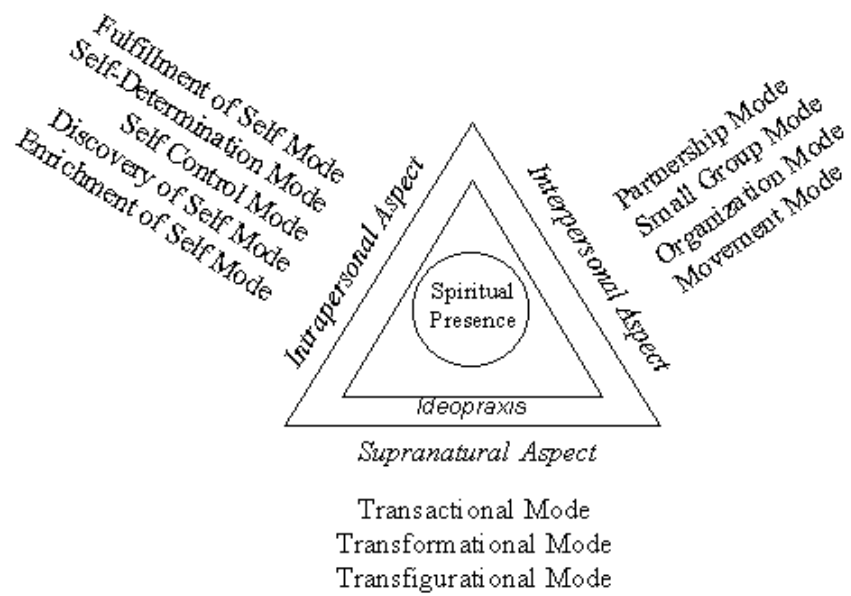 Fulfillment of Self Mode
Self-Determination Mode
Self Control Mode
Discovery of Self Mode
Enrichment of Self Mode
Intrapersonal Aspect
Interpersonal Aspect
Partnership Mode
Small Group Mode
Organization Mode
Movement Mode
Spiritual
Presence
Ideopraxis
Supranatural Aspect
Transactional Mode
Transformational Mode
Transfigurational Mode